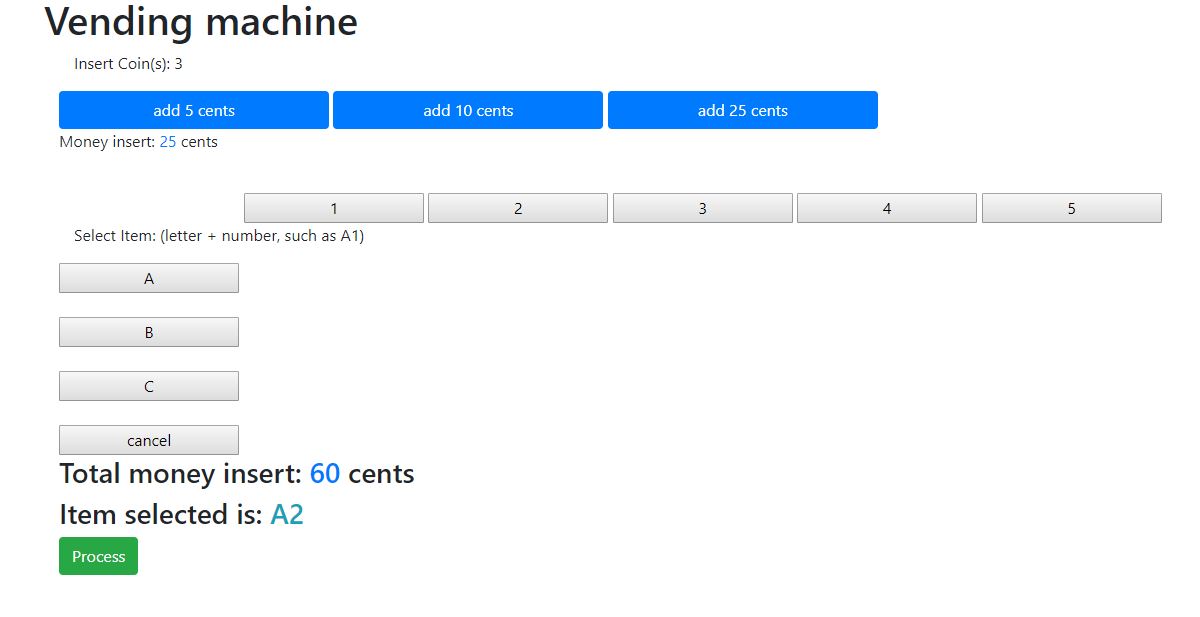 Vending machine
Insert Coin(s): 3
add 5 cents add 10 cents add 25 cents
Money insert: 25 cents
1 2 3 4 5
Select Item: (letter + number, such as A1)
A
B
C
cancel
Total money insert: 60 cents
Item selected is: A2
Process